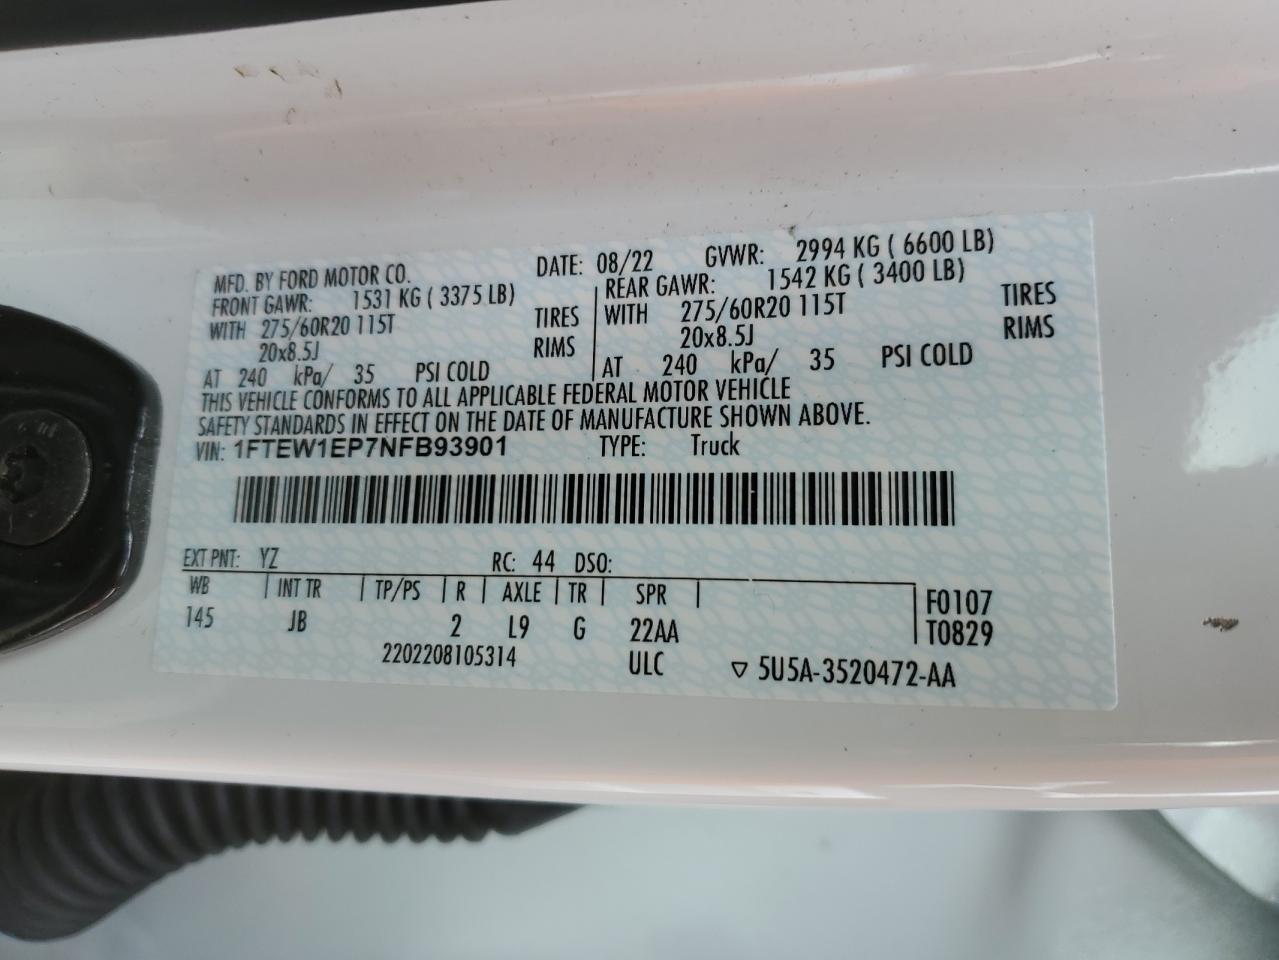 MFD. BY FORD MOTOR CO. DATE: 08/22 GVWR: 2994 KG ( 6600 LB)
FRONT GAWR: 1531 KG ( 3375 LB) REAR GAWR: 1542 KG ( 3400 LB)
WITH 275/60R20 115T TIRES WITH 275/60R20 115T TIRES
20x8.5J RIMS 20x8.5J RIMS
AT 240 kPa/ 35 PSI COLD AT 240 kPa/ 35 PSI COLD
THIS VEHICLE CONFORMS TO ALL APPLICABLE FEDERAL MOTOR VEHICLE
SAFETY STANDARDS IN EFFECT ON THE DATE OF MANUFACTURE SHOWN ABOVE.
VIN: 1FTEW1EP7NFB93901 TYPE: Truck
EXT PNT: YZ RC: 44 DSO:
WB INT TR TP/PS R AXLE TR SPR F0107
145 JB 2 L9 G 22AA T0829
2202208105314 ULC ▽ 5U5A-3520472-AA